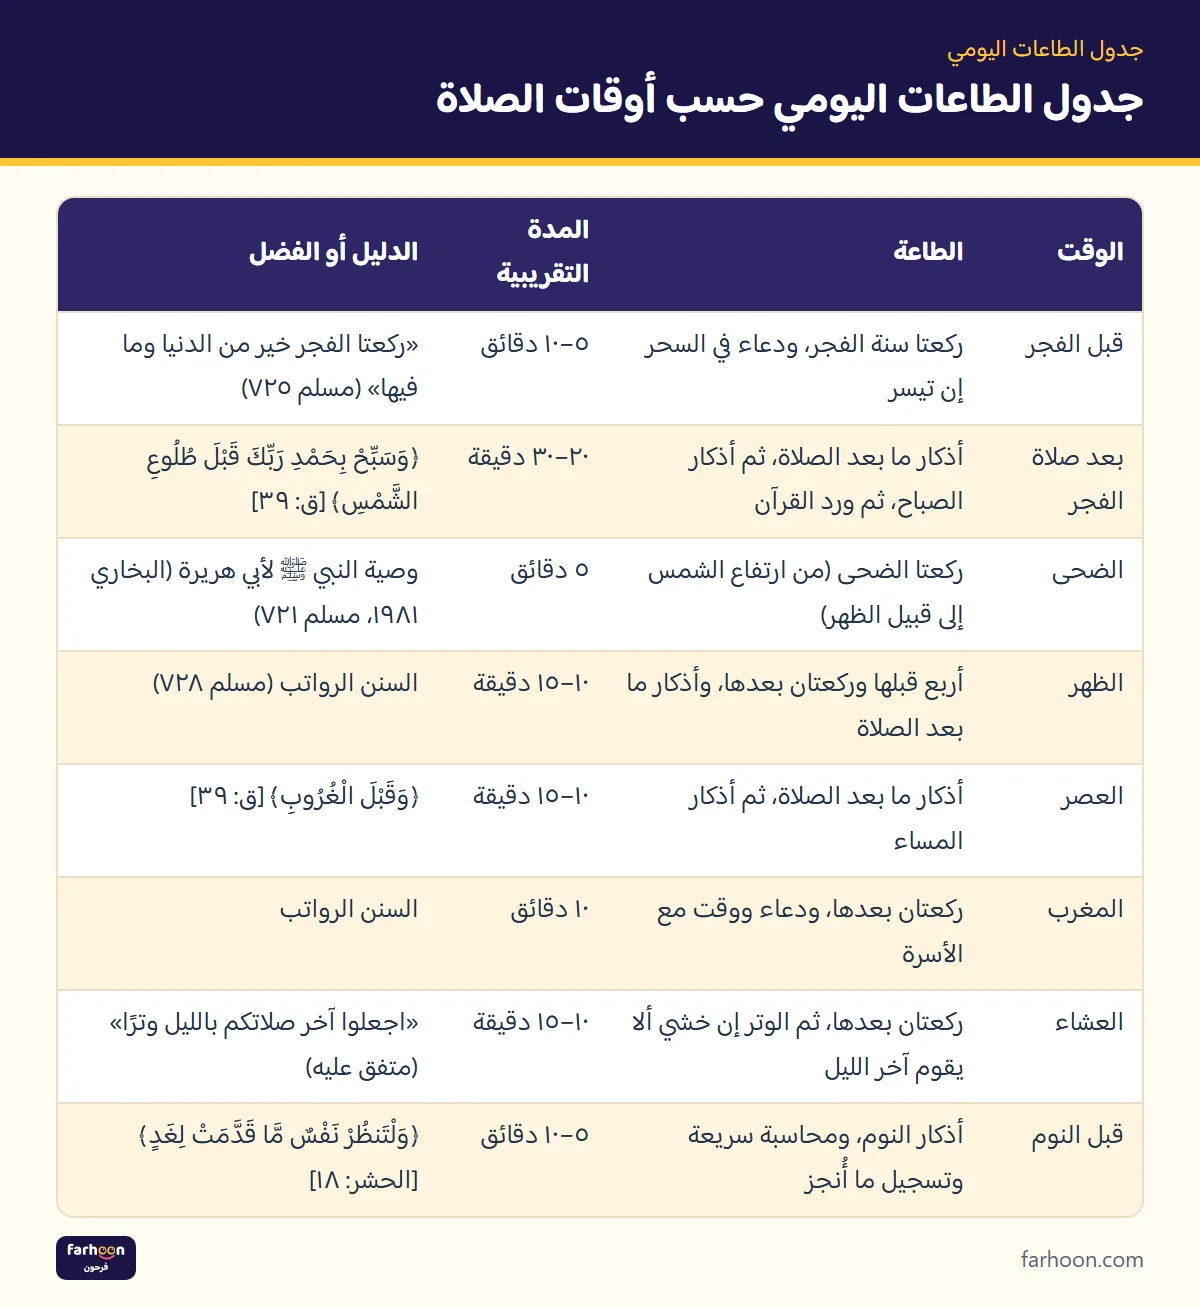 جدول الطاعات اليومي
جدول الطاعات اليومي حسب أوقات الصلاة
الوقت
الطاعة
المدة
التقريبية
الدليل أو الفضل
قبل الفجر
ركعتا سنة الفجر، ودعاء في السحر
إن تيسر
٥–١٠ دقائق
«ركعتا الفجر خير من الدنيا وما
فيها» (مسلم ٧٢٥)
بعد صلاة
الفجر
أذكار ما بعد الصلاة، ثم أذكار
الصباح، ثم ورد القرآن
٢٠–٣٠ دقيقة
﴿وَسَبِّحْ بِحَمْدِ رَبِّكَ قَبْلَ طُلُوعِ
الشَّمْسِ﴾ [ق: ٣٩]
الضحى
ركعتا الضحى (من ارتفاع الشمس
إلى قبيل الظهر)
٥ دقائق
وصية النبي ﷺ لأبي هريرة (البخاري
١٩٨١، مسلم ٧٢١)
الظهر
أربع قبلها وركعتان بعدها، وأذكار ما
بعد الصلاة
١٠–١٥ دقيقة
السنن الرواتب (مسلم ٧٢٨)
العصر
أذكار ما بعد الصلاة، ثم أذكار
المساء
١٠–١٥ دقيقة
﴿وَقَبْلَ الْغُرُوبِ﴾ [ق: ٣٩]
المغرب
ركعتان بعدها، ودعاء ووقت مع
الأسرة
١٠ دقائق
السنن الرواتب
العشاء
ركعتان بعدها، ثم الوتر إن خشي ألا
يقوم آخر الليل
١٠–١٥ دقيقة
«اجعلوا آخر صلاتكم بالليل وترًا»
(متفق عليه)
قبل النوم
أذكار النوم، ومحاسبة سريعة
وتسجيل ما أُنجز
٥–١٠ دقائق
﴿وَلْتَنظُرْ نَفْسٌ مَّا قَدَّمَتْ لِغَدٍ﴾
[الحشر: ١٨]
farhoon.com
farhoon
فرحون